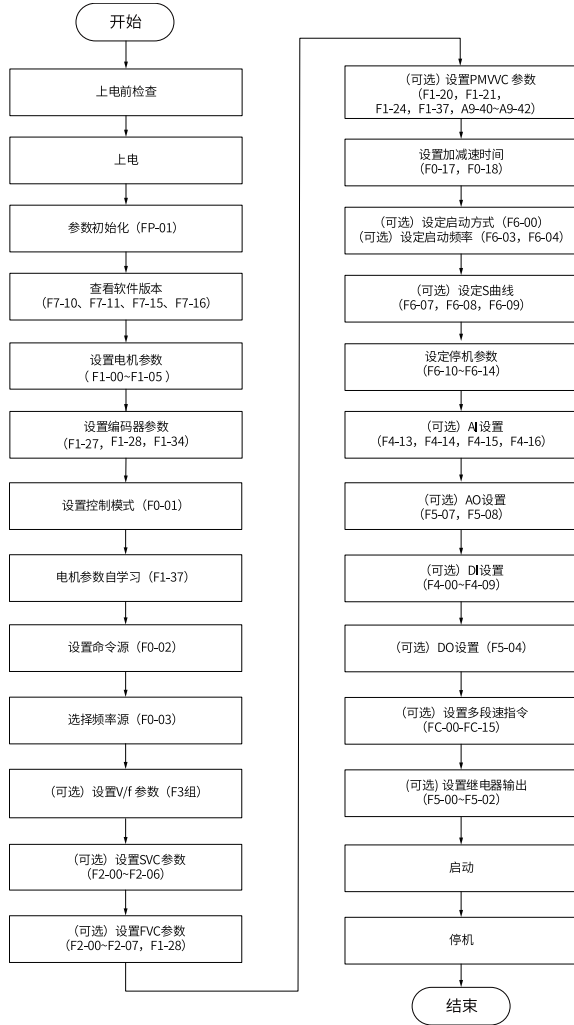 开始
上电前检查
上电
参数初始化（FP-01）
查看软件版本
（F7-10、F7-11、F7-15、F7-16）
设置电机参数
（ F1-00~F1-05 ）
设置编码器参数
（F1-27，F1-28，F1-34）
设置控制模式（F0-01）
电机参数自学习（F1-37）
设置命令源（F0-02）
选择频率源（F0-03）
（可选）设置V/f 参数（F3组）
（可选）设置SVC参数
（F2-00~F2-06）
（可选）设置FVC参数
（F2-00~F2-07，F1-28）
（可选）设置PMVVC 参数
（F1-20，F1-21，
F1-24，F1-37，A9-40~A9-42）
设置加减速时间
（F0-17，F0-18）
（可选）设定启动方式（F6-00）
（可选）设定启动频率（F6-03，F6-04）
（可选）设定S曲线
（F6-07，F6-08，F6-09）
设定停机参数
（F6-10~F6-14）
（可选）AI设置
（F4-13，F4-14，F4-15，F4-16）
（可选）AO设置
（F5-07，F5-08）
（可选）DI设置
（F4-00~F4-09）
（可选）DO设置（F5-04）
（可选）设置多段速指令
（FC-00-FC-15）
(可选) 设置继电器输出
（F5-00~F5-02）
启动
停机
结束